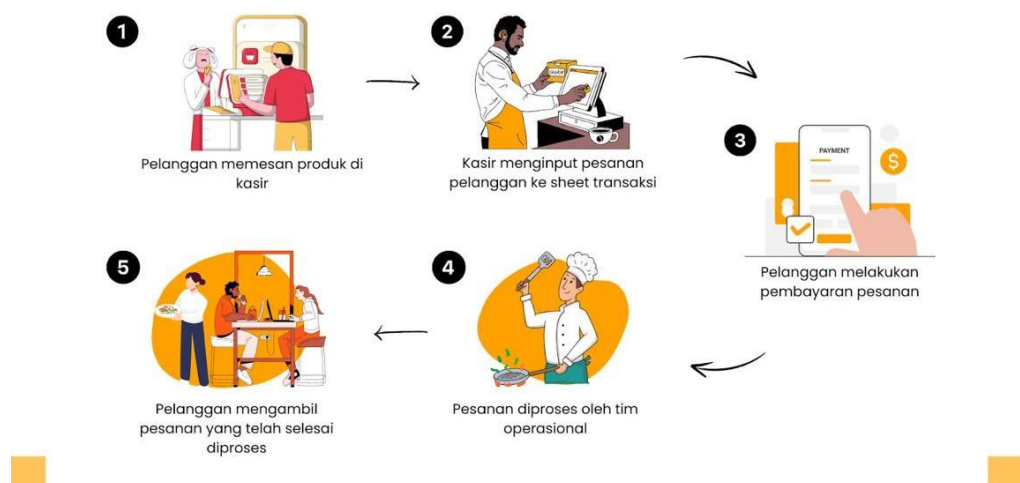 1
Pelanggan memesan produk di
kasir
2
Kasir menginput pesanan
pelanggan ke sheet transaksi
3
PAYMENT
$
Pelanggan melakukan
pembayaran pesanan
4
Pesanan diproses oleh tim
operasional
5
Pelanggan mengambil
pesanan yang telah selesai
diproses